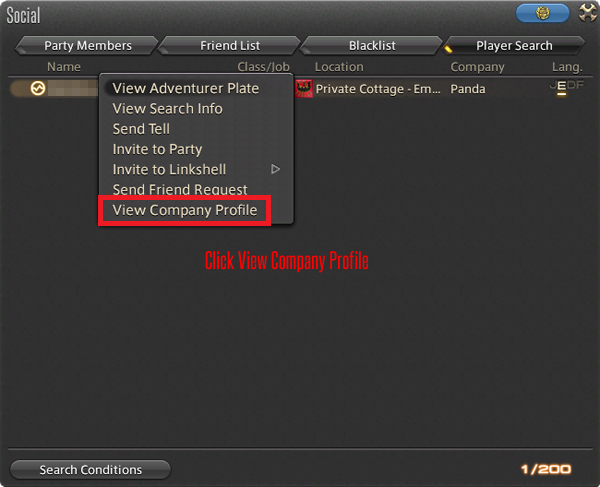 Social
Party Members Friend List Blacklist Player Search
Name Class/Job Location Company Lang.
Private Cottage - Em... Panda JEDF
View Adventurer Plate
View Search Info
Send Tell
Invite to Party
Invite to Linkshell
Send Friend Request
View Company Profile
Click View Company Profile
Search Conditions 1/200